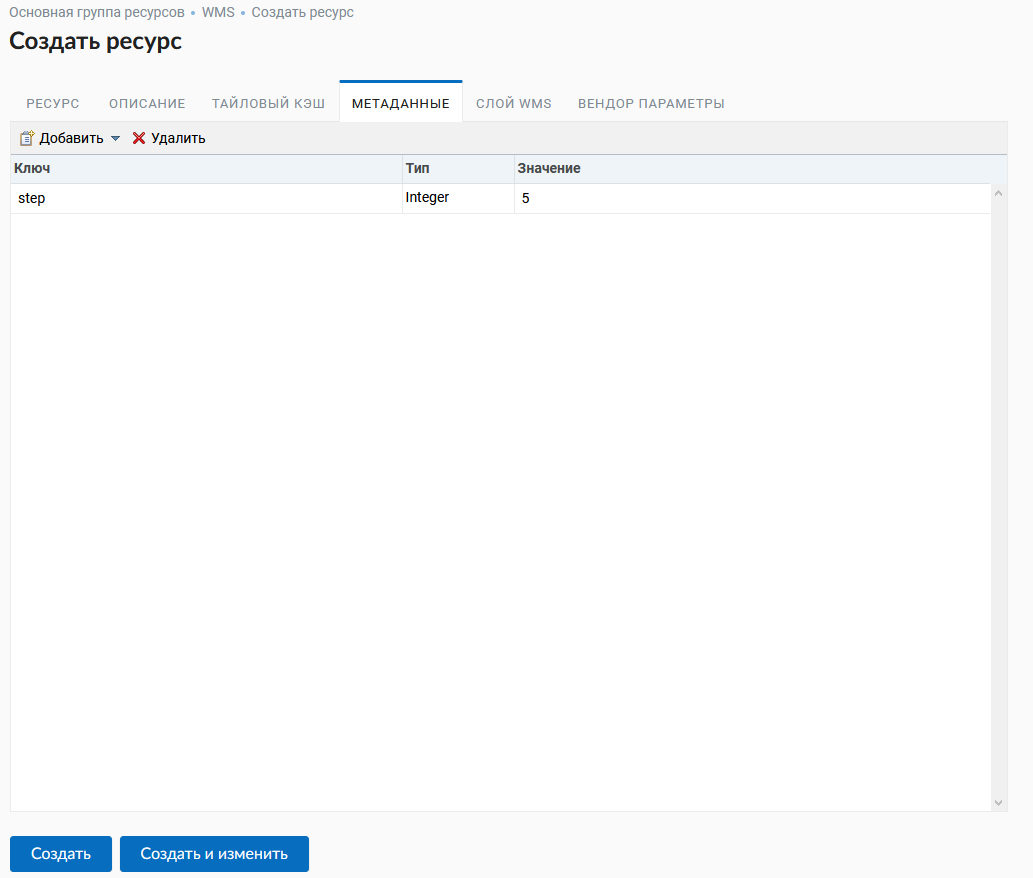 Основная группа ресурсов • WMS • Создать ресурс
Создать ресурс
РЕСУРС ОПИСАНИЕ ТАЙЛОВЫЙ КЭШ МЕТАДАННЫЕ СЛОЙ WMS ВЕНДОР ПАРАМЕТРЫ
Добавить Удалить
Ключ Тип Значение
step Integer 5
Создать Создать и изменить